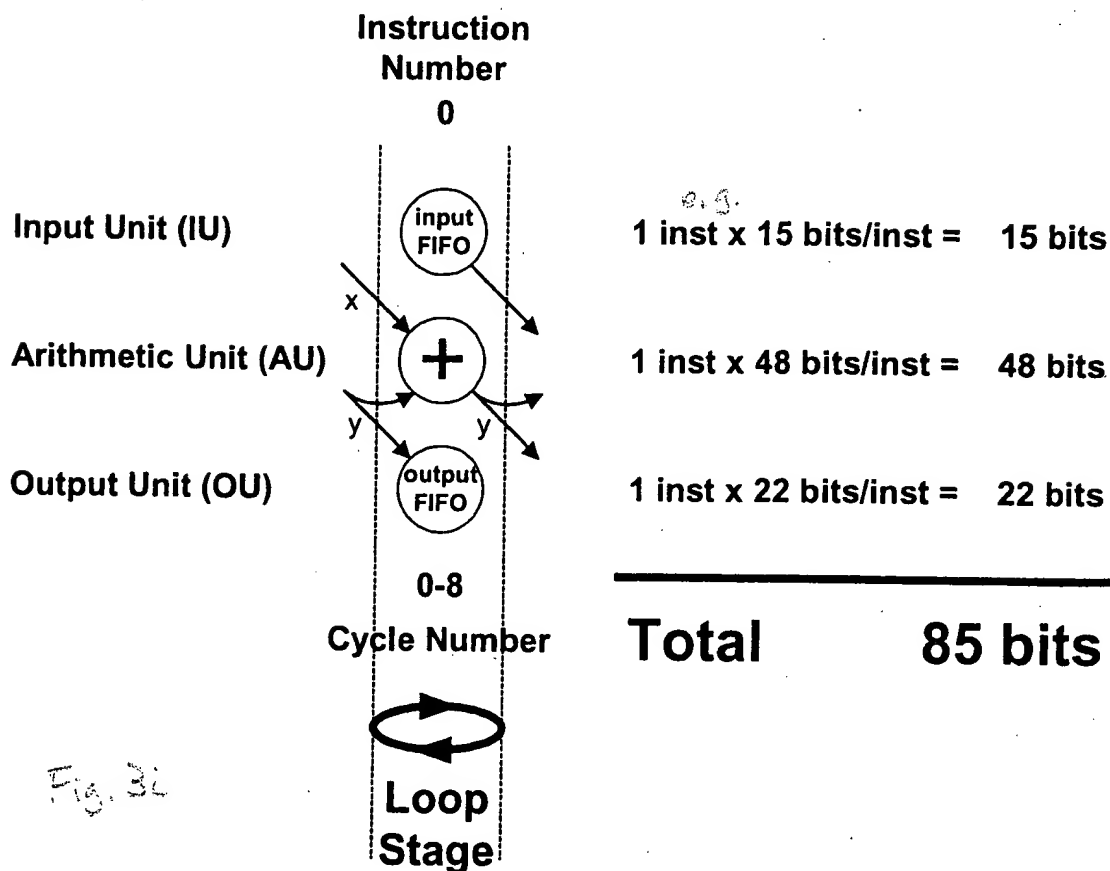 Instruction
Number
0
e.g.
Input Unit (IU)
input
FIFO
1 inst x 15 bits/inst = 15 bits
x
Arithmetic Unit (AU)
+
1 inst x 48 bits/inst = 48 bits
y
y
Output Unit (OU)
output
FIFO
1 inst x 22 bits/inst = 22 bits
0-8
Cycle Number
Total 85 bits
Fig. 3i
Loop
Stage